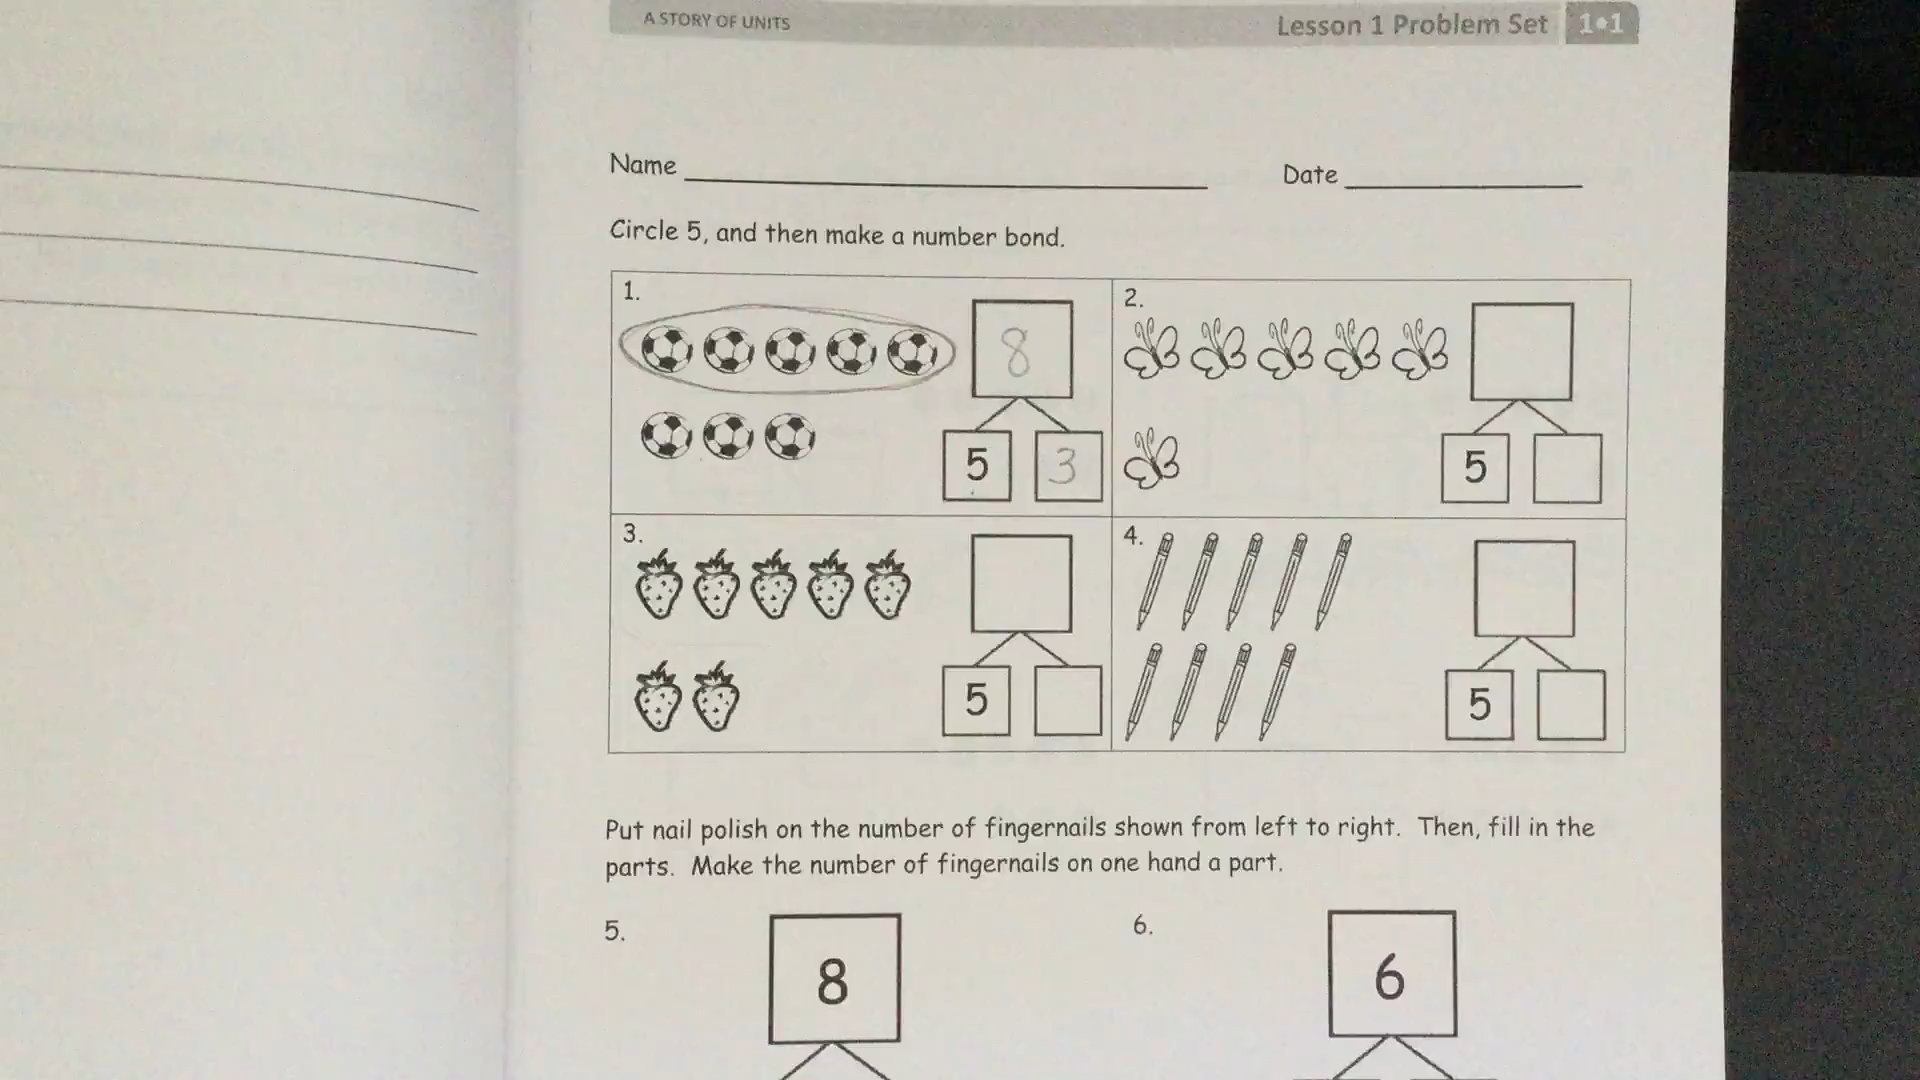 A STORY OF UNITS
Lesson 1 Problem Set 1•1
Name Date
Circle 5, and then make a number bond.
1.
8
5 3
2.
5
3.
5
4.
5
Put nail polish on the number of fingernails shown from left to right. Then, fill in the
parts. Make the number of fingernails on one hand a part.
5.
8
6.
6